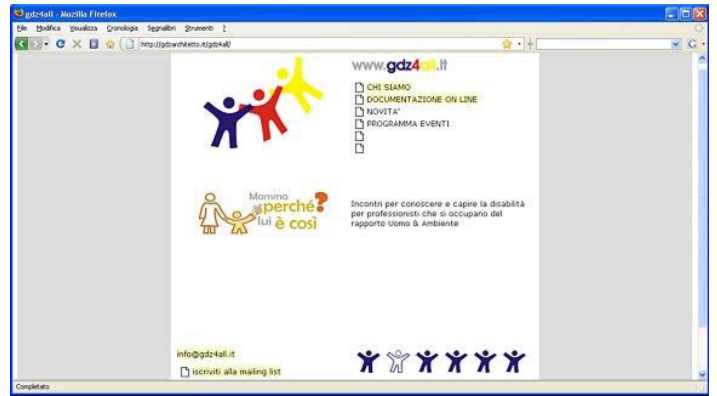 gdz4all - Mozilla Firefox
File Modifica Visualizza Cronologia Segnalibri Strumenti ?
http://gdzarchitetto.it/gdz4all/
G
www.gdz4all.it
CHI SIAMO
DOCUMENTAZIONE ON LINE
NOVITA'
PROGRAMMA EVENTI
Mamma
perché?
lui è così
Incontri per conoscere e capire la disabilità
per professionisti che si occupano del
rapporto Uomo & Ambiente
info@gdz4all.it
iscriviti alla mailing list
Completato